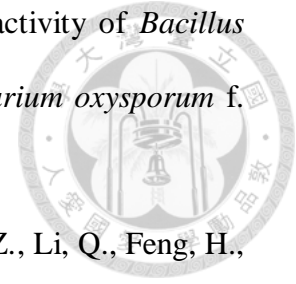 activity of Bacillus
arium oxysporum f.
Z., Li, Q., Feng, H.,